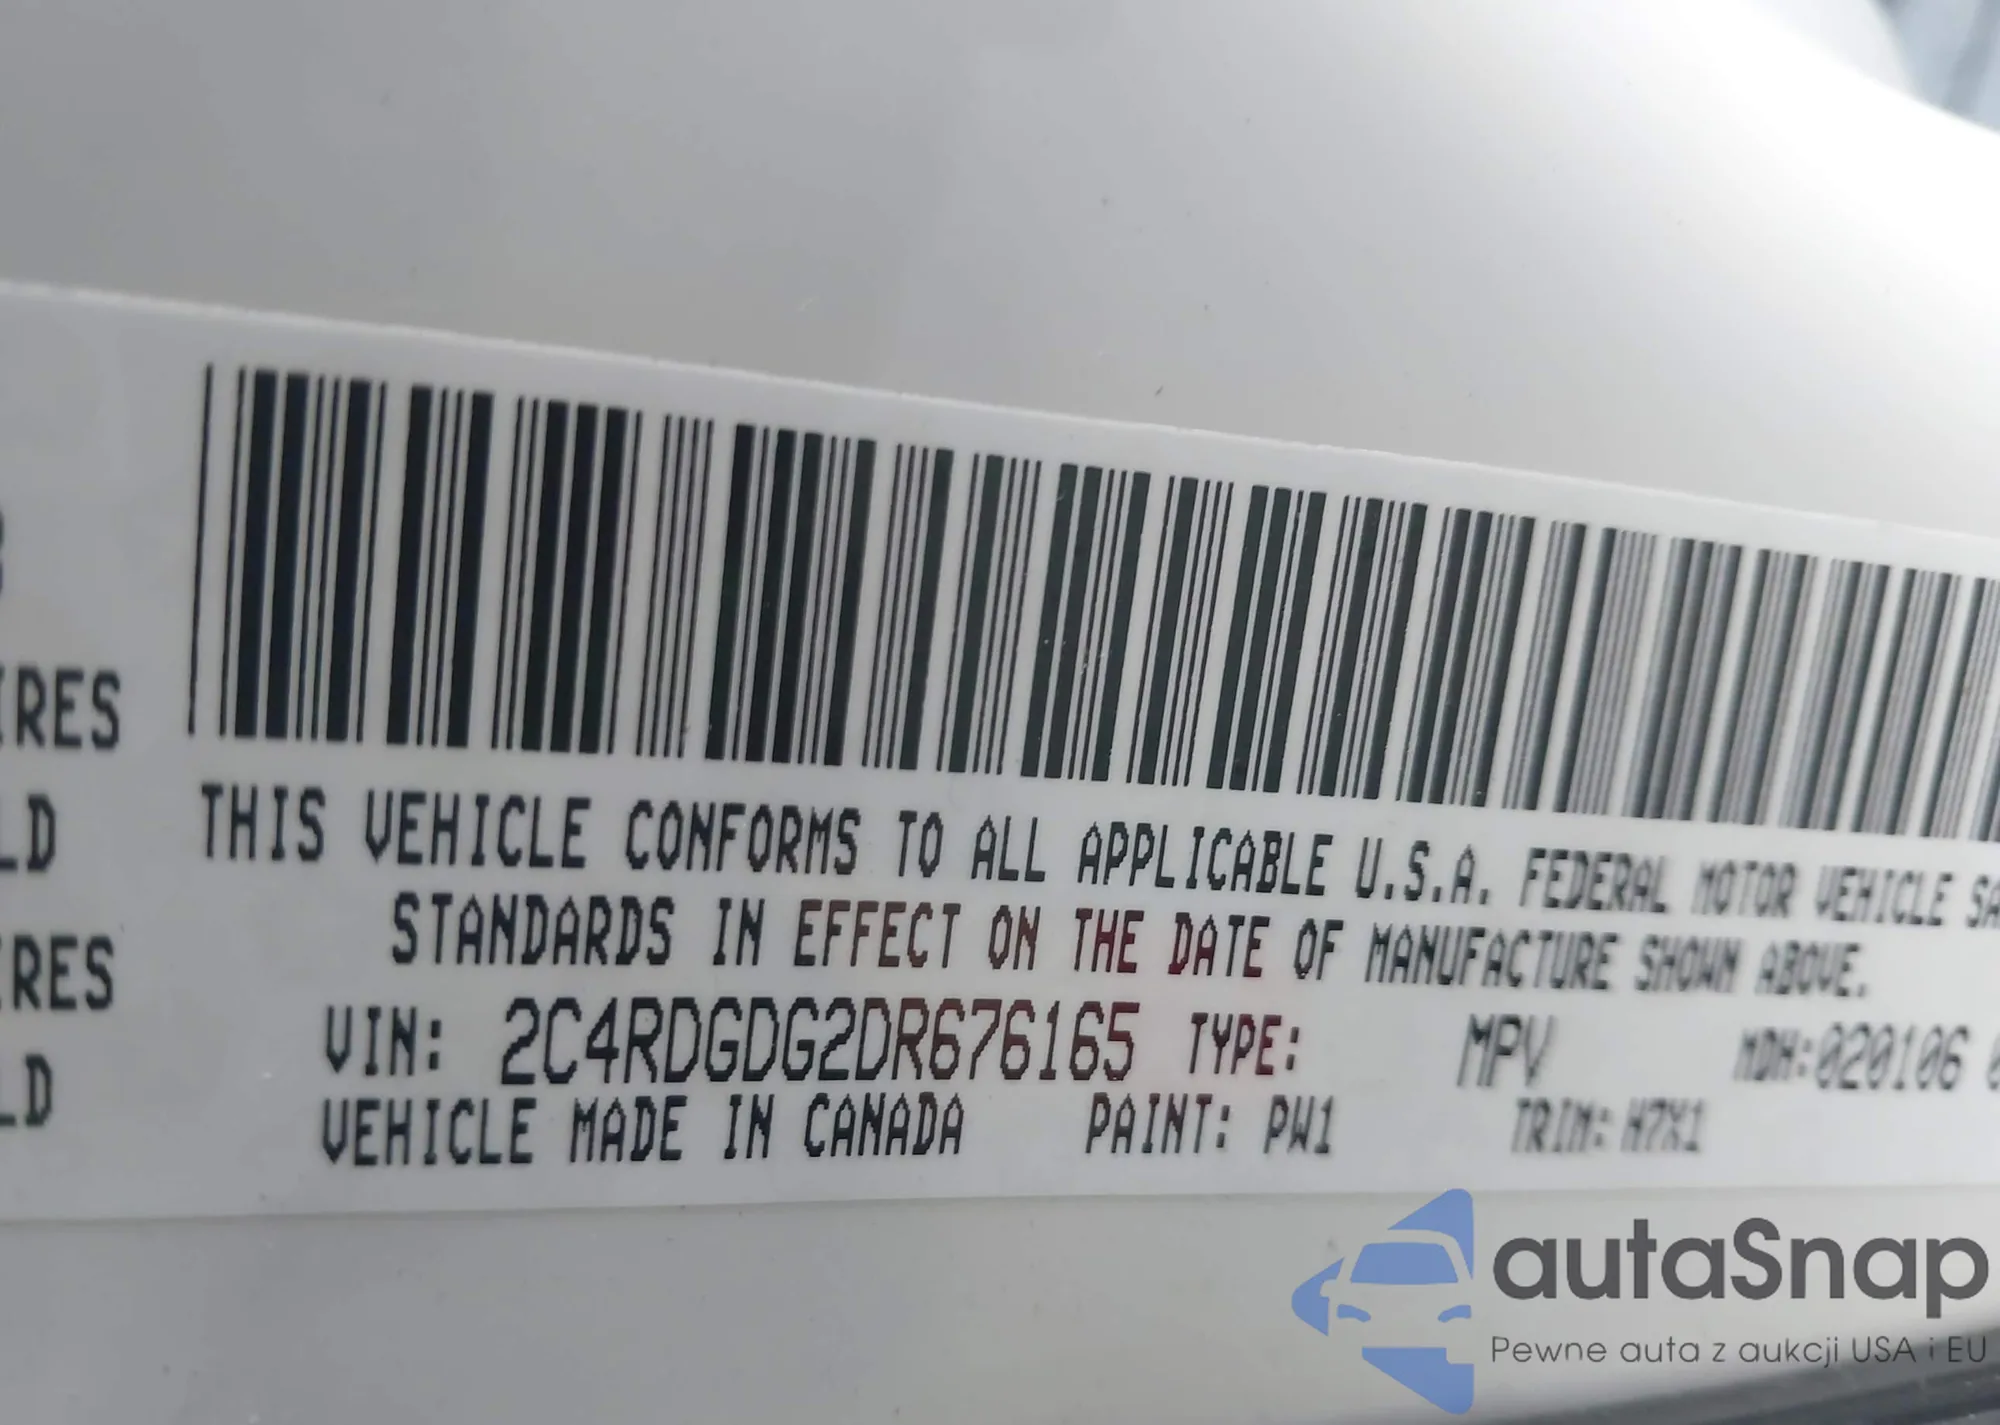 IRES
LD
IRES
LD
THIS VEHICLE CONFORMS TO ALL APPLICABLE U.S.A. FEDERAL MOTOR VEHICLE SA
STANDARDS IN EFFECT ON THE DATE OF MANUFACTURE SHOWN ABOVE.
VIN: 2C4RDGDG2DR676165 TYPE: MPV MDH:020106 0
VEHICLE MADE IN CANADA PAINT: PW1 TRIM: H7X1
autaSnap
Pewne auta z aukcji USA i EU